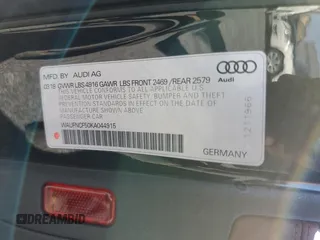 MFD. BY. AUDI AG
GVWR LBS 4816 GAWR LBS FRONT 2469 / REAR 2579
THIS VEHICLE CONFORMS TO ALL APPLICABLE
FEDERAL MOTOR VEHICLE SAFETY, BUMPER AND THEFT
PREVENTION STANDARDS IN EFFECT ON THE DATE OF
MANUFACTURE SHOWN ABOVE
PASSENGER CAR
Audi
GERMANY
DREAMBID